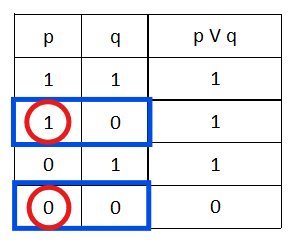 p q p V q
1 1 1
1 0 1
0 1 1
0 0 0